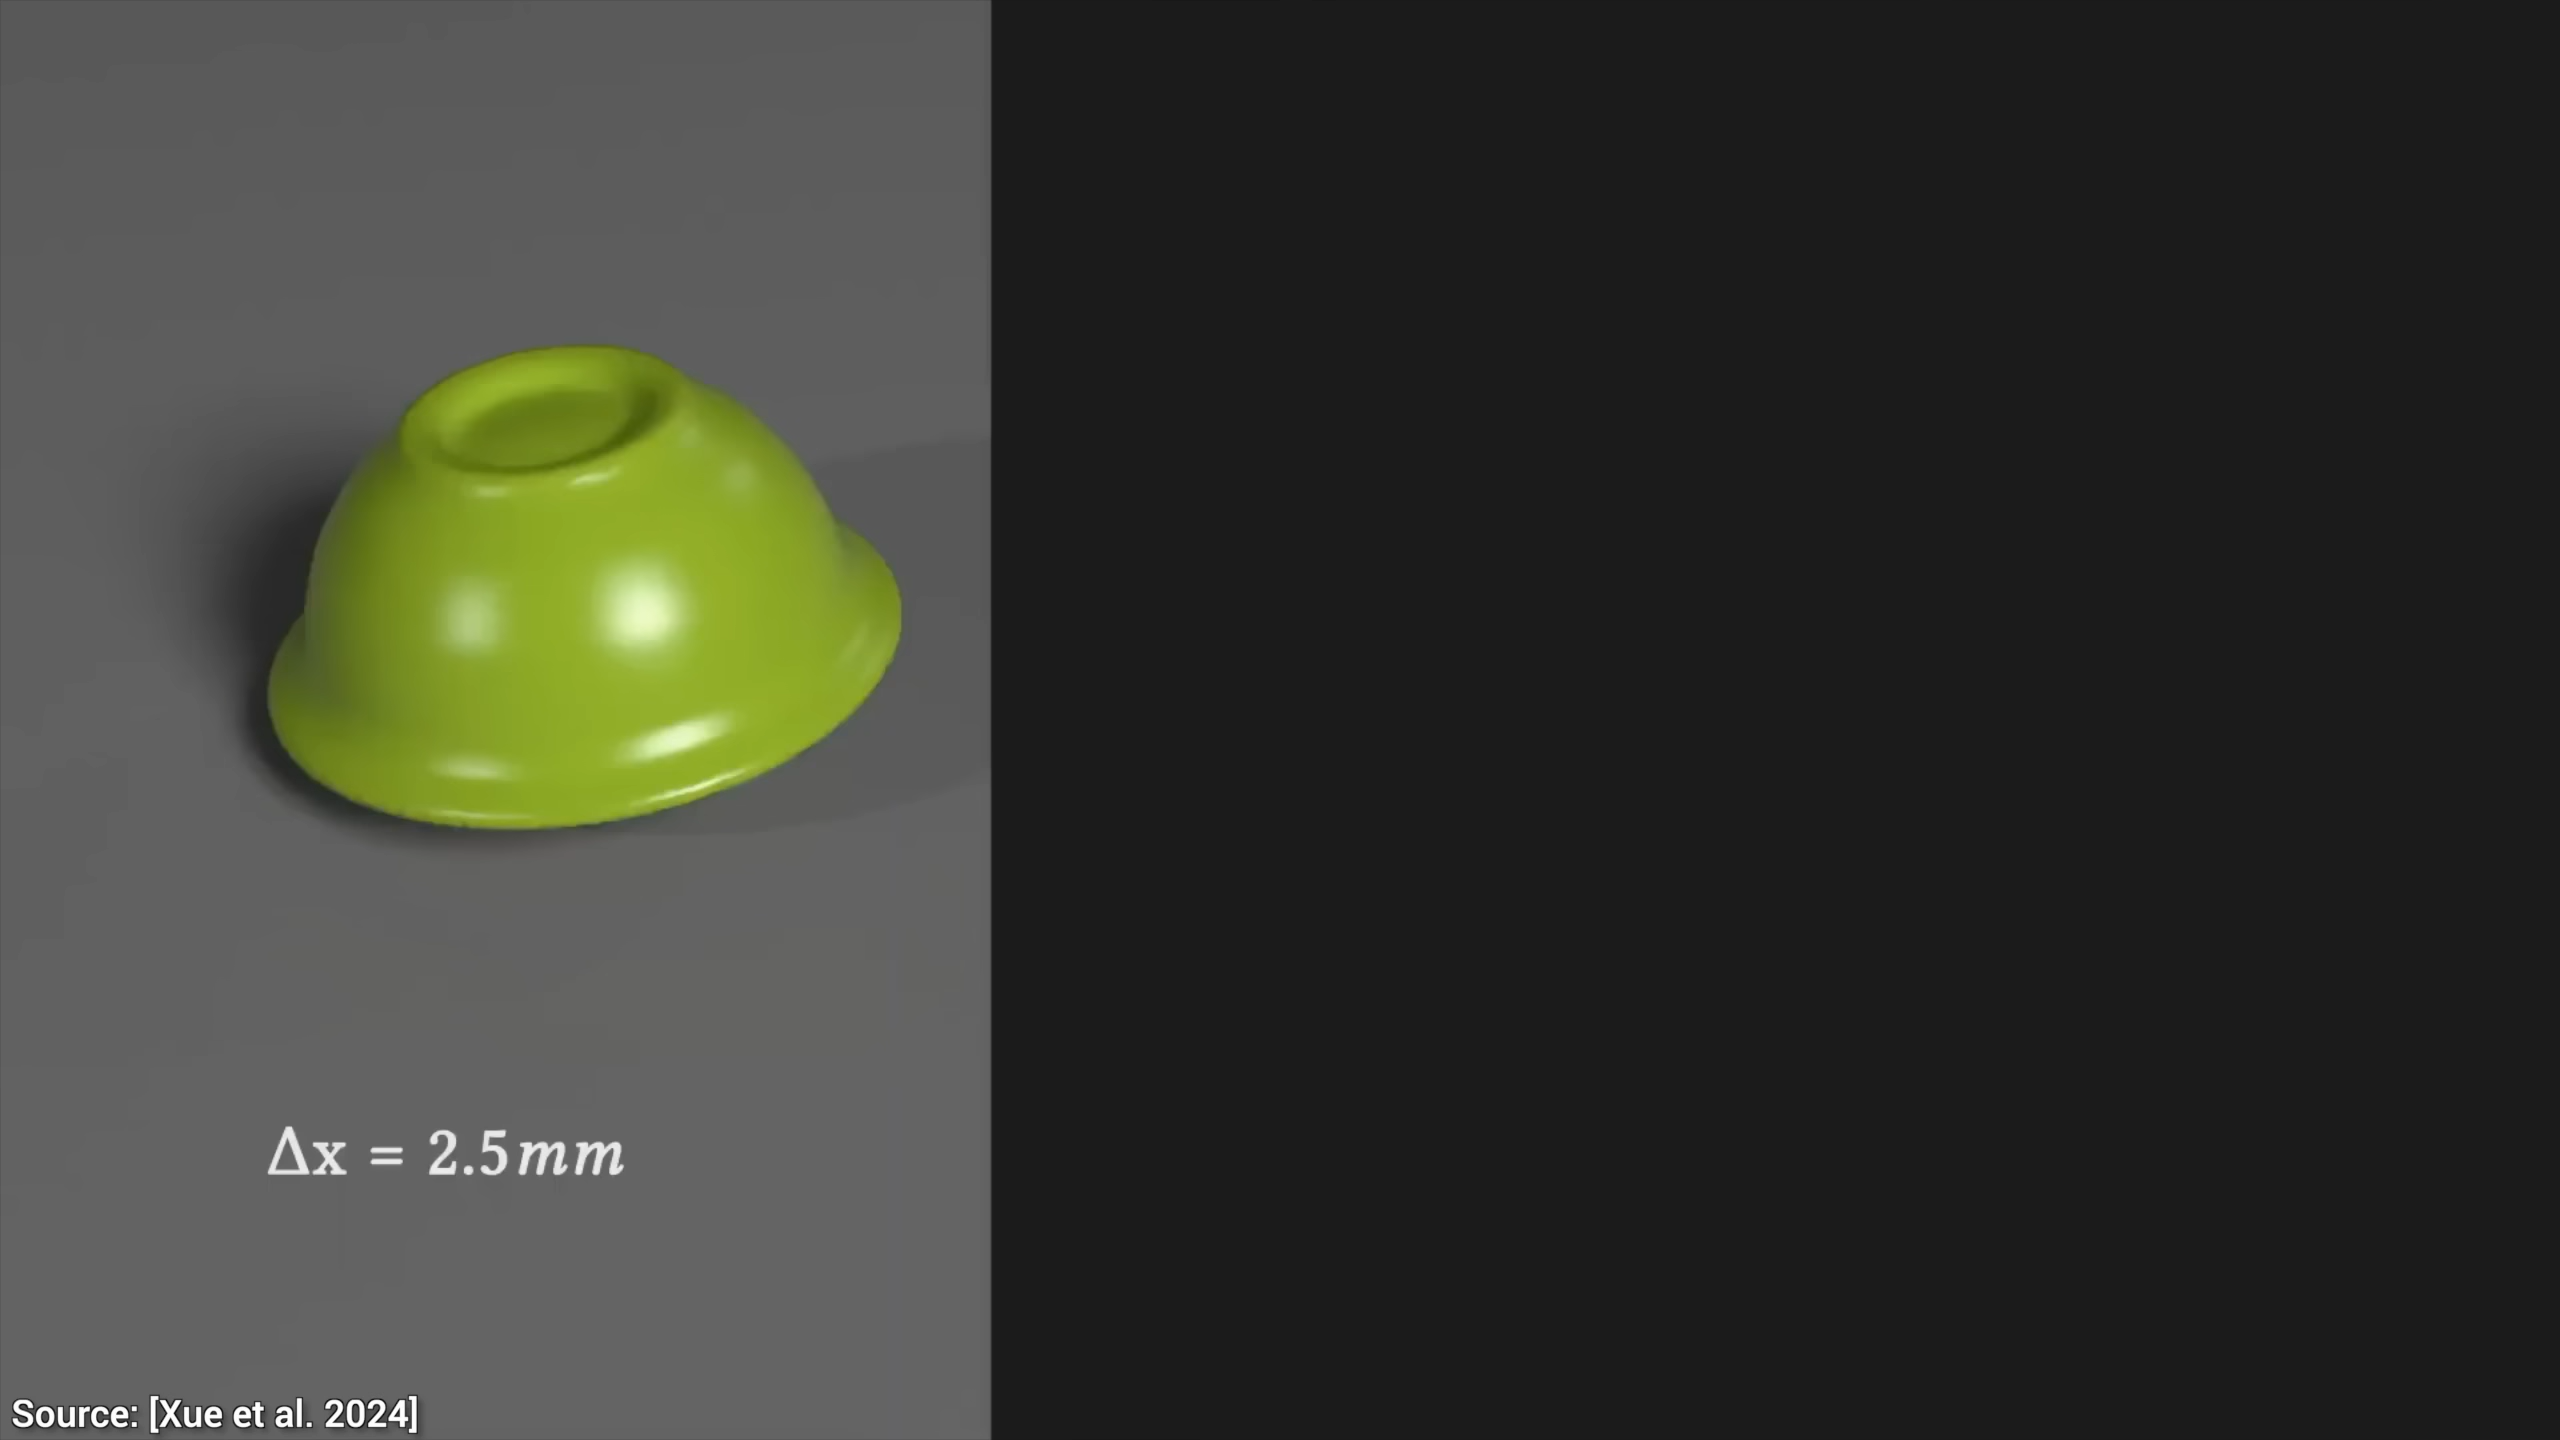 Δx = 2.5mm
Source: [Xue et al. 2024]